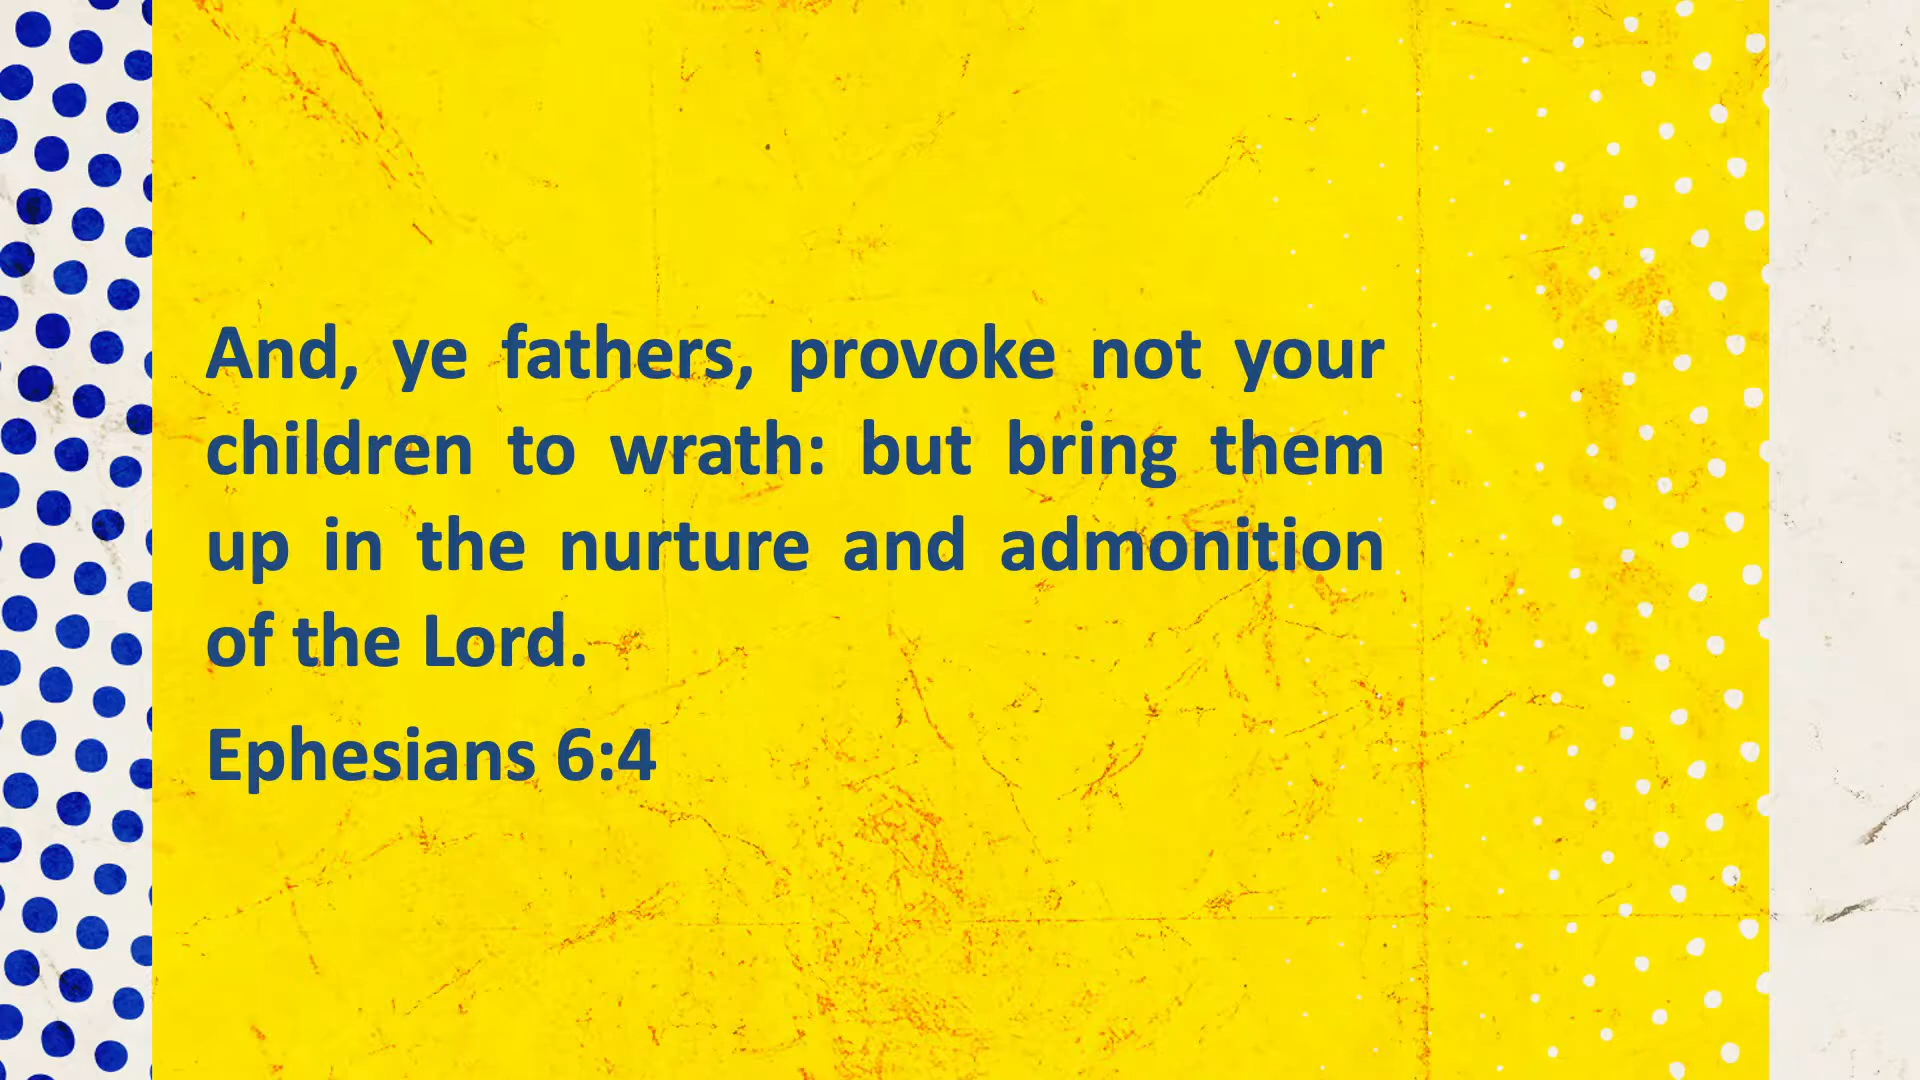 And, ye fathers, provoke not your
children to wrath: but bring them
up in the nurture and admonition
of the Lord.
Ephesians 6:4